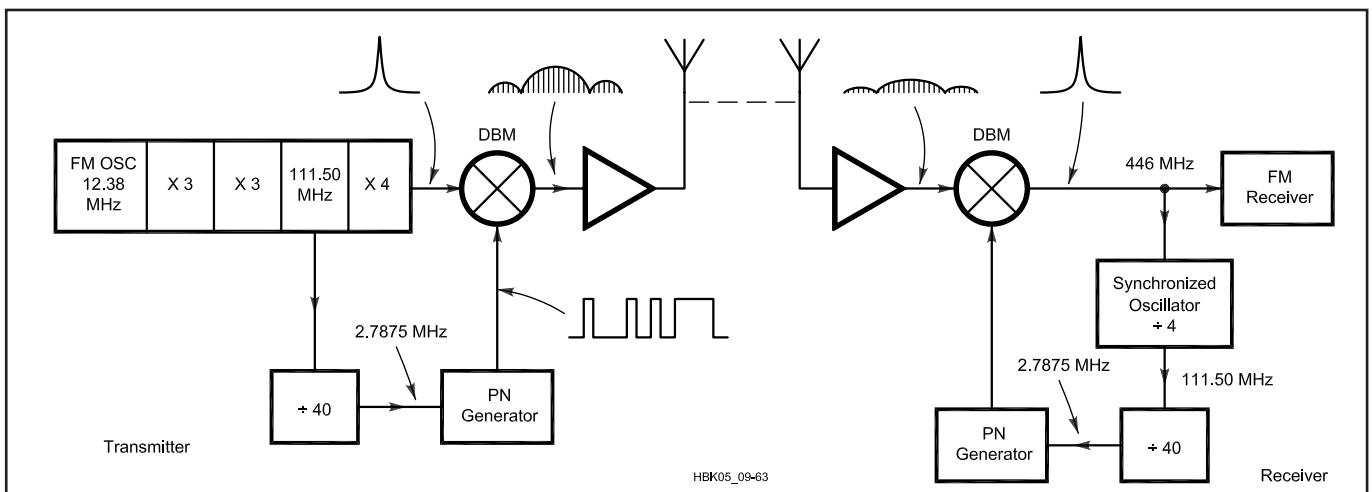 DBM
DBM
446 MHz
FM OSC
12.38
MHz
X 3
X 3
111.50
MHz
X 4
FM
Receiver
Synchronized
Oscillator
÷ 4
2.7875 MHz
2.7875 MHz
111.50 MHz
÷ 40
PN
Generator
PN
Generator
÷ 40
Transmitter
HBK05_09-63
Receiver